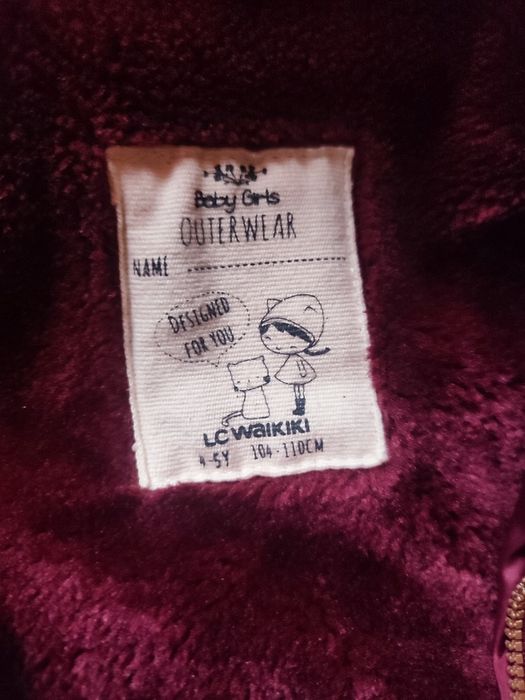 Baby Girls
OUTERWEAR
NAME
DESIGNED
FOR YOU
LC WAIKIKI
4-5Y 104-110CM